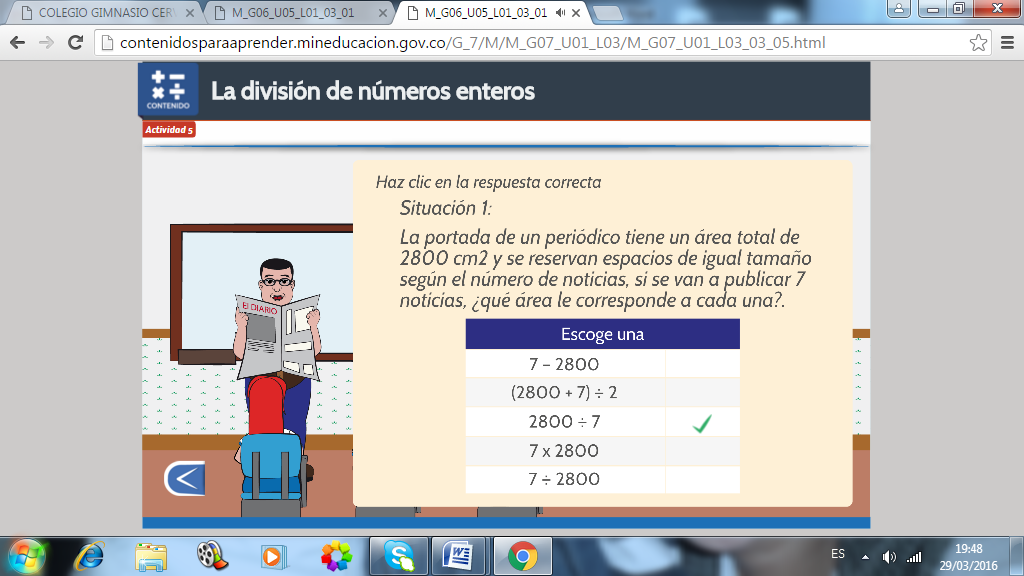 COLEGIO GIMNASIO CER
M_G06_U05_L01_03_01
M_G06_U05_L01_03_01
contenidosparaaprender.mineducacion.gov.co/G_7/M/M_G07_U01_L03/M_G07_U01_L03_03_05.html
CONTENIDO
La división de números enteros
Actividad 5
Haz clic en la respuesta correcta
Situación 1:
La portada de un periódico tiene un área total de
2800 cm2 y se reservan espacios de igual tamaño
según el número de noticias, si se van a publicar 7
noticias, ¿qué área le corresponde a cada una?.
El DIARIO
Escoge una
7 – 2800
(2800 + 7) ÷ 2
2800 ÷ 7
7 x 2800
7 ÷ 2800
ES
19:48
29/03/2016